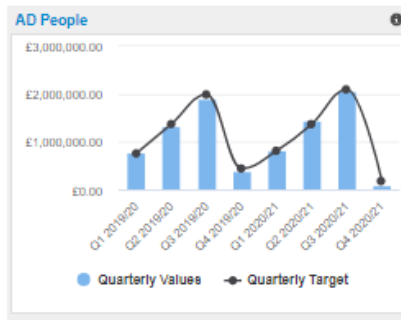 AD People
£3,000,000.00
£2,000,000.00
£1,000,000.00
£0.00
Q1 2019/20
Q2 2019/20
Q3 2019/20
Q4 2019/20
Q1 2020/21
Q2 2020/21
Q3 2020/21
Q4 2020/21
Quarterly Values
Quarterly Target